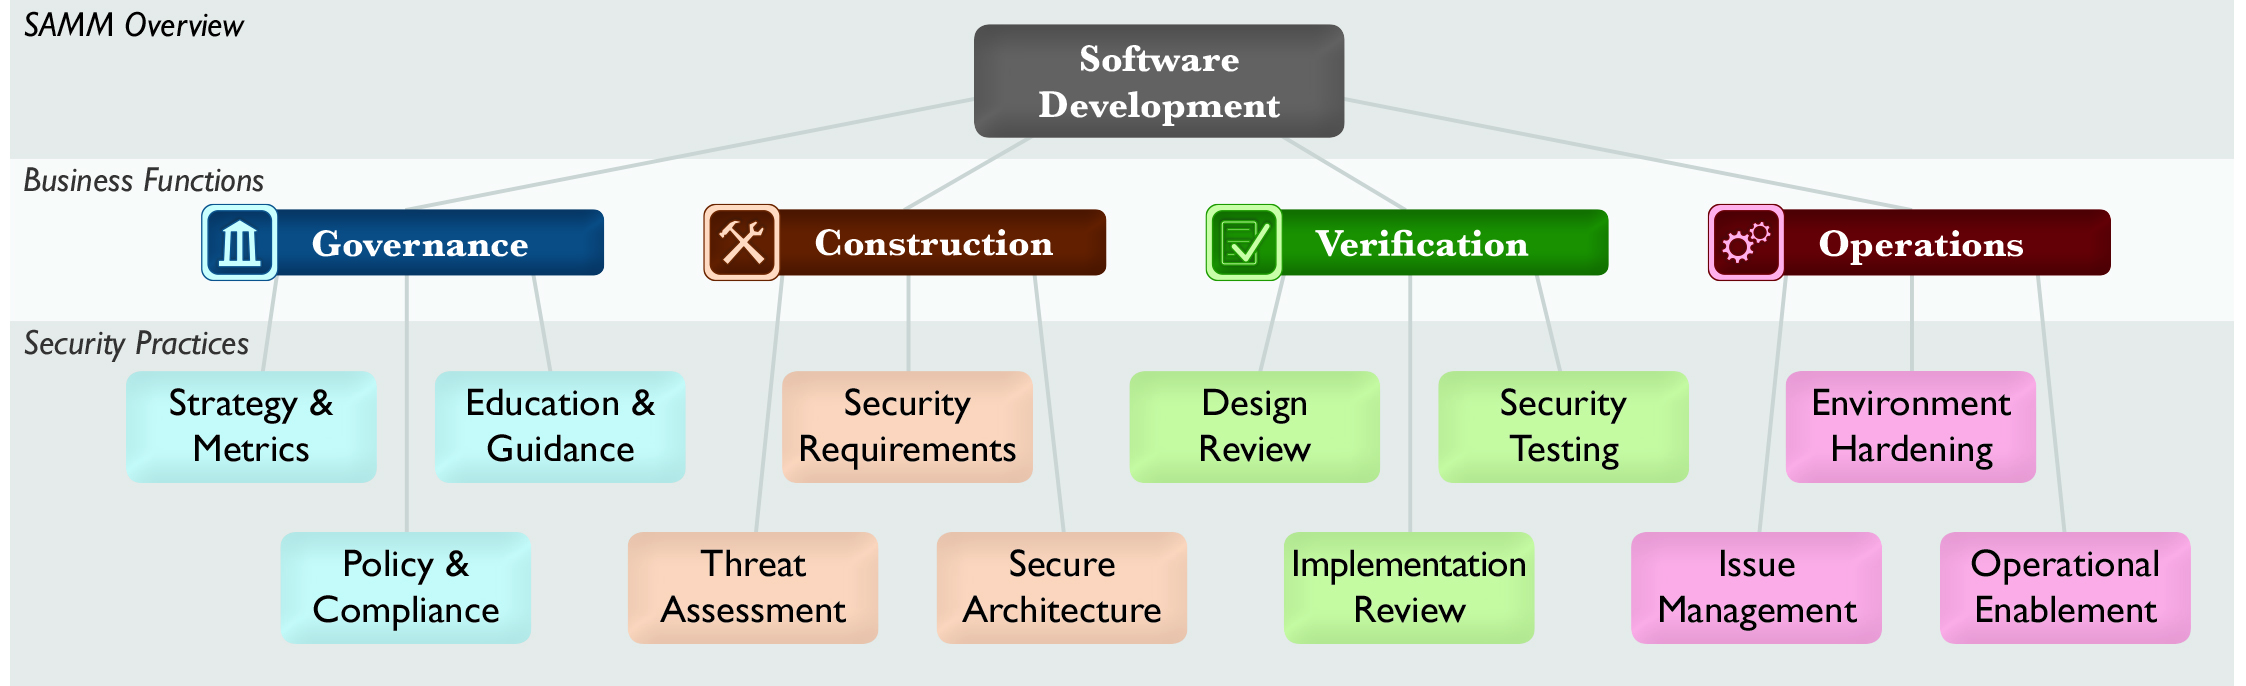 SAMM Overview
Software
Development
Business Functions
Governance
Construction
Verification
Operations
Security Practices
Strategy &
Metrics
Education &
Guidance
Security
Requirements
Design
Review
Security
Testing
Environment
Hardening
Policy &
Compliance
Threat
Assessment
Secure
Architecture
Implementation
Review
Issue
Management
Operational
Enablement